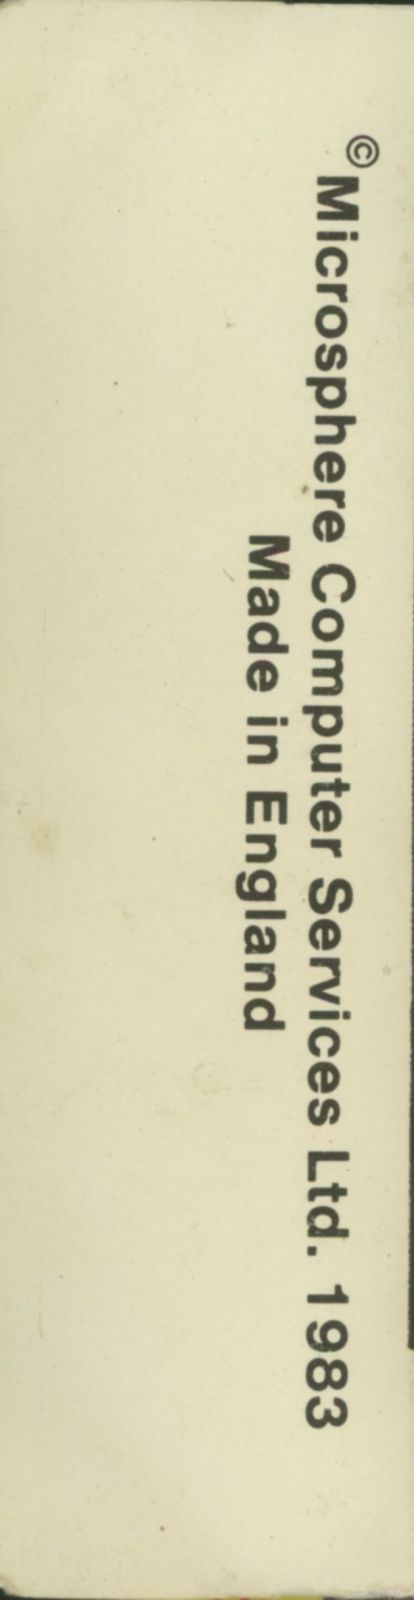 ©Microsphere Computer Services Ltd. 1983
Made in England